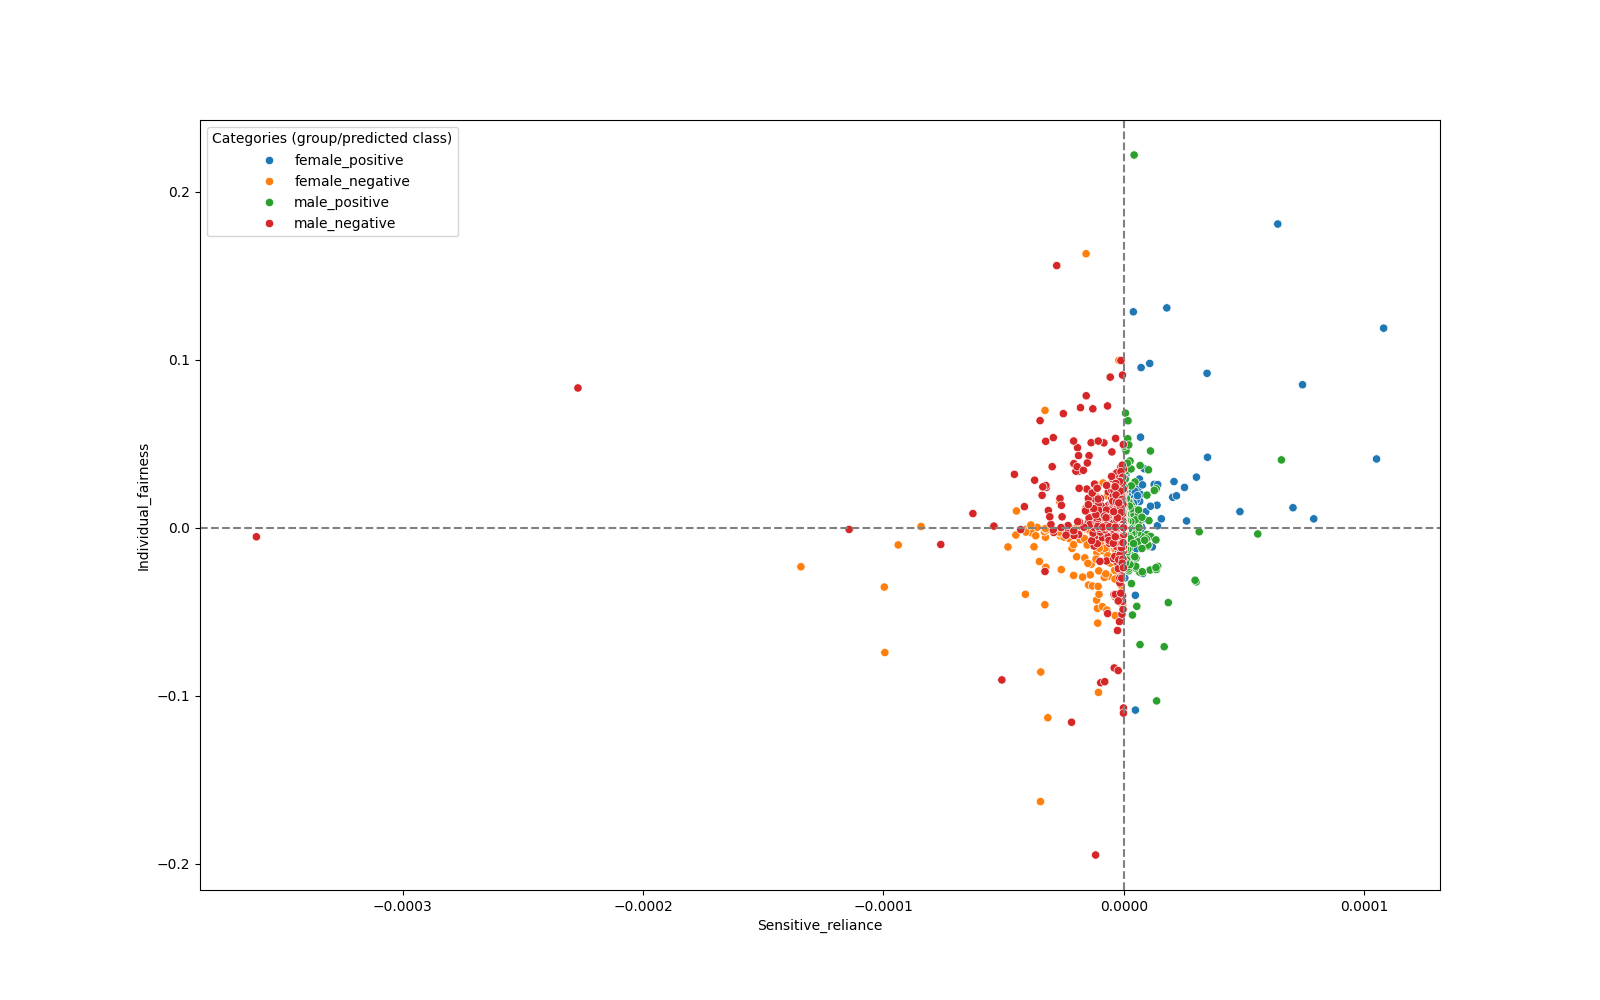 Categories (group/predicted class)
female_positive
female_negative
male_positive
male_negative
0.2
0.1
0.0
−0.1
−0.2
Individual_fairness
−0.0003
−0.0002
−0.0001
0.0000
0.0001
Sensitive_reliance